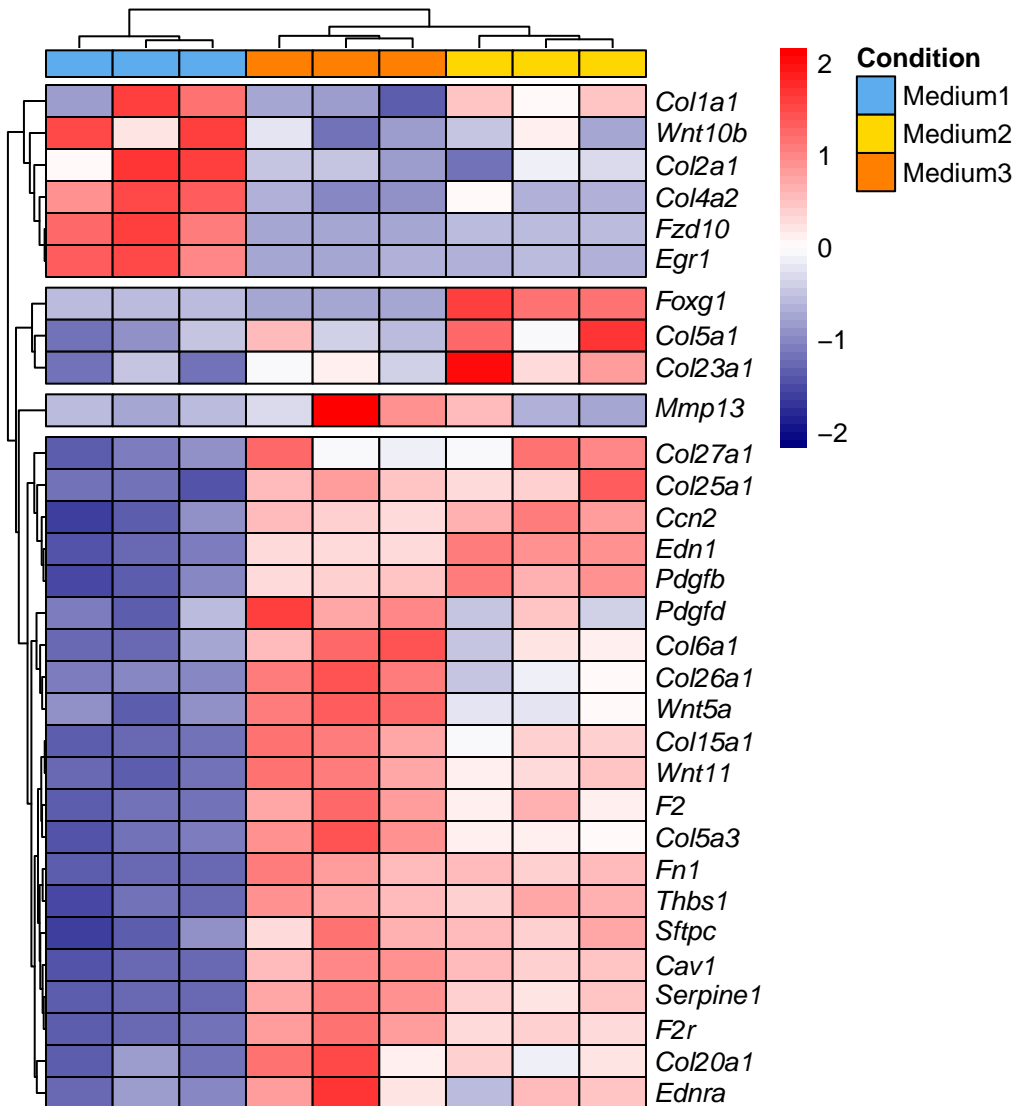 Col1a1
Wnt10b
Col2a1
Col4a2
Fzd10
Egr1
Foxg1
Col5a1
Col23a1
Mmp13
Col27a1
Col25a1
Ccn2
Edn1
Pdgfb
Pdgfd
Col6a1
Col26a1
Wnt5a
Col15a1
Wnt11
F2
Col5a3
Fn1
Thbs1
Sftpc
Cav1
Serpine1
F2r
Col20a1
Ednra
2
1
0
−1
−2
Condition
Medium1
Medium2
Medium3